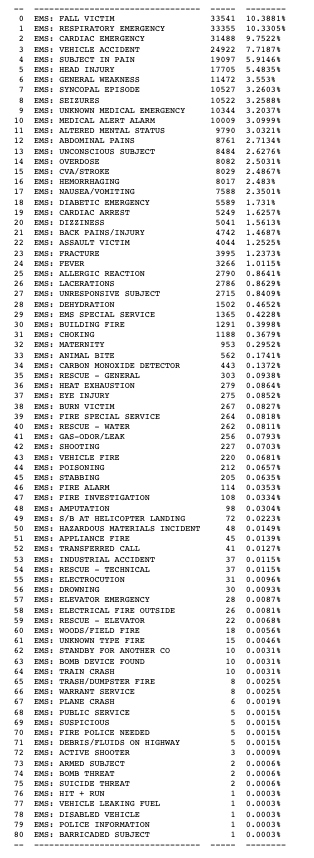 --  --------------------------------  -----  --------
0  EMS: FALL VICTIM  33541  10.3881%
1  EMS: RESPIRATORY EMERGENCY  33355  10.3305%
2  EMS: CARDIAC EMERGENCY  31488  9.7522%
3  EMS: VEHICLE ACCIDENT  24922  7.7187%
4  EMS: SUBJECT IN PAIN  19097  5.9146%
5  EMS: HEAD INJURY  17705  5.4835%
6  EMS: GENERAL WEAKNESS  11472  3.553%
7  EMS: SYNCOPAL EPISODE  10527  3.2603%
8  EMS: SEIZURES  10522  3.2588%
9  EMS: UNKNOWN MEDICAL EMERGENCY  10344  3.2037%
10  EMS: MEDICAL ALERT ALARM  10009  3.0999%
11  EMS: ALTERED MENTAL STATUS  9790  3.0321%
12  EMS: ABDOMINAL PAINS  8761  2.7134%
13  EMS: UNCONSCIOUS SUBJECT  8484  2.6276%
14  EMS: OVERDOSE  8082  2.5031%
15  EMS: CVA/STROKE  8029  2.4867%
16  EMS: HEMORRHAGING  8017  2.483%
17  EMS: NAUSEA/VOMITING  7588  2.3501%
18  EMS: DIABETIC EMERGENCY  5589  1.731%
19  EMS: CARDIAC ARREST  5249  1.6257%
20  EMS: DIZZINESS  5041  1.5613%
21  EMS: BACK PAINS/INJURY  4742  1.4687%
22  EMS: ASSAULT VICTIM  4044  1.2525%
23  EMS: FRACTURE  3995  1.2373%
24  EMS: FEVER  3266  1.0115%
25  EMS: ALLERGIC REACTION  2790  0.8641%
26  EMS: LACERATIONS  2786  0.8629%
27  EMS: UNRESPONSIVE SUBJECT  2715  0.8409%
28  EMS: DEHYDRATION  1502  0.4652%
29  EMS: EMS SPECIAL SERVICE  1365  0.4228%
30  EMS: BUILDING FIRE  1291  0.3998%
31  EMS: CHOKING  1188  0.3679%
32  EMS: MATERNITY  953  0.2952%
33  EMS: ANIMAL BITE  562  0.1741%
34  EMS: CARBON MONOXIDE DETECTOR  443  0.1372%
35  EMS: RESCUE - GENERAL  303  0.0938%
36  EMS: HEAT EXHAUSTION  279  0.0864%
37  EMS: EYE INJURY  275  0.0852%
38  EMS: BURN VICTIM  267  0.0827%
39  EMS: FIRE SPECIAL SERVICE  264  0.0818%
40  EMS: RESCUE - WATER  262  0.0811%
41  EMS: GAS-ODOR/LEAK  256  0.0793%
42  EMS: SHOOTING  227  0.0703%
43  EMS: VEHICLE FIRE  220  0.0681%
44  EMS: POISONING  212  0.0657%
45  EMS: STABBING  205  0.0635%
46  EMS: FIRE ALARM  114  0.0353%
47  EMS: FIRE INVESTIGATION  108  0.0334%
48  EMS: AMPUTATION  98  0.0304%
49  EMS: S/B AT HELICOPTER LANDING  72  0.0223%
50  EMS: HAZARDOUS MATERIALS INCIDENT  48  0.0149%
51  EMS: APPLIANCE FIRE  45  0.0139%
52  EMS: TRANSFERRED CALL  41  0.0127%
53  EMS: INDUSTRIAL ACCIDENT  37  0.0115%
54  EMS: RESCUE - TECHNICAL  37  0.0115%
55  EMS: ELECTROCUTION  31  0.0096%
56  EMS: DROWNING  30  0.0093%
57  EMS: ELEVATOR EMERGENCY  28  0.0087%
58  EMS: ELECTRICAL FIRE OUTSIDE  26  0.0081%
59  EMS: RESCUE - ELEVATOR  22  0.0068%
60  EMS: WOODS/FIELD FIRE  18  0.0056%
61  EMS: UNKNOWN TYPE FIRE  15  0.0046%
62  EMS: STANDBY FOR ANOTHER CO  10  0.0031%
63  EMS: BOMB DEVICE FOUND  10  0.0031%
64  EMS: TRAIN CRASH  10  0.0031%
65  EMS: TRASH/DUMPSTER FIRE  8  0.0025%
66  EMS: WARRANT SERVICE  8  0.0025%
67  EMS: PLANE CRASH  6  0.0019%
68  EMS: PUBLIC SERVICE  5  0.0015%
69  EMS: SUSPICIOUS  5  0.0015%
70  EMS: FIRE POLICE NEEDED  5  0.0015%
71  EMS: DEBRIS/FLUIDS ON HIGHWAY  5  0.0015%
72  EMS: ACTIVE SHOOTER  3  0.0009%
73  EMS: ARMED SUBJECT  2  0.0006%
74  EMS: BOMB THREAT  2  0.0006%
75  EMS: SUICIDE THREAT  2  0.0006%
76  EMS: HIT + RUN  1  0.0003%
77  EMS: VEHICLE LEAKING FUEL  1  0.0003%
78  EMS: DISABLED VEHICLE  1  0.0003%
79  EMS: POLICE INFORMATION  1  0.0003%
80  EMS: BARRICADED SUBJECT  1  0.0003%
--  --------------------------------  -----  --------